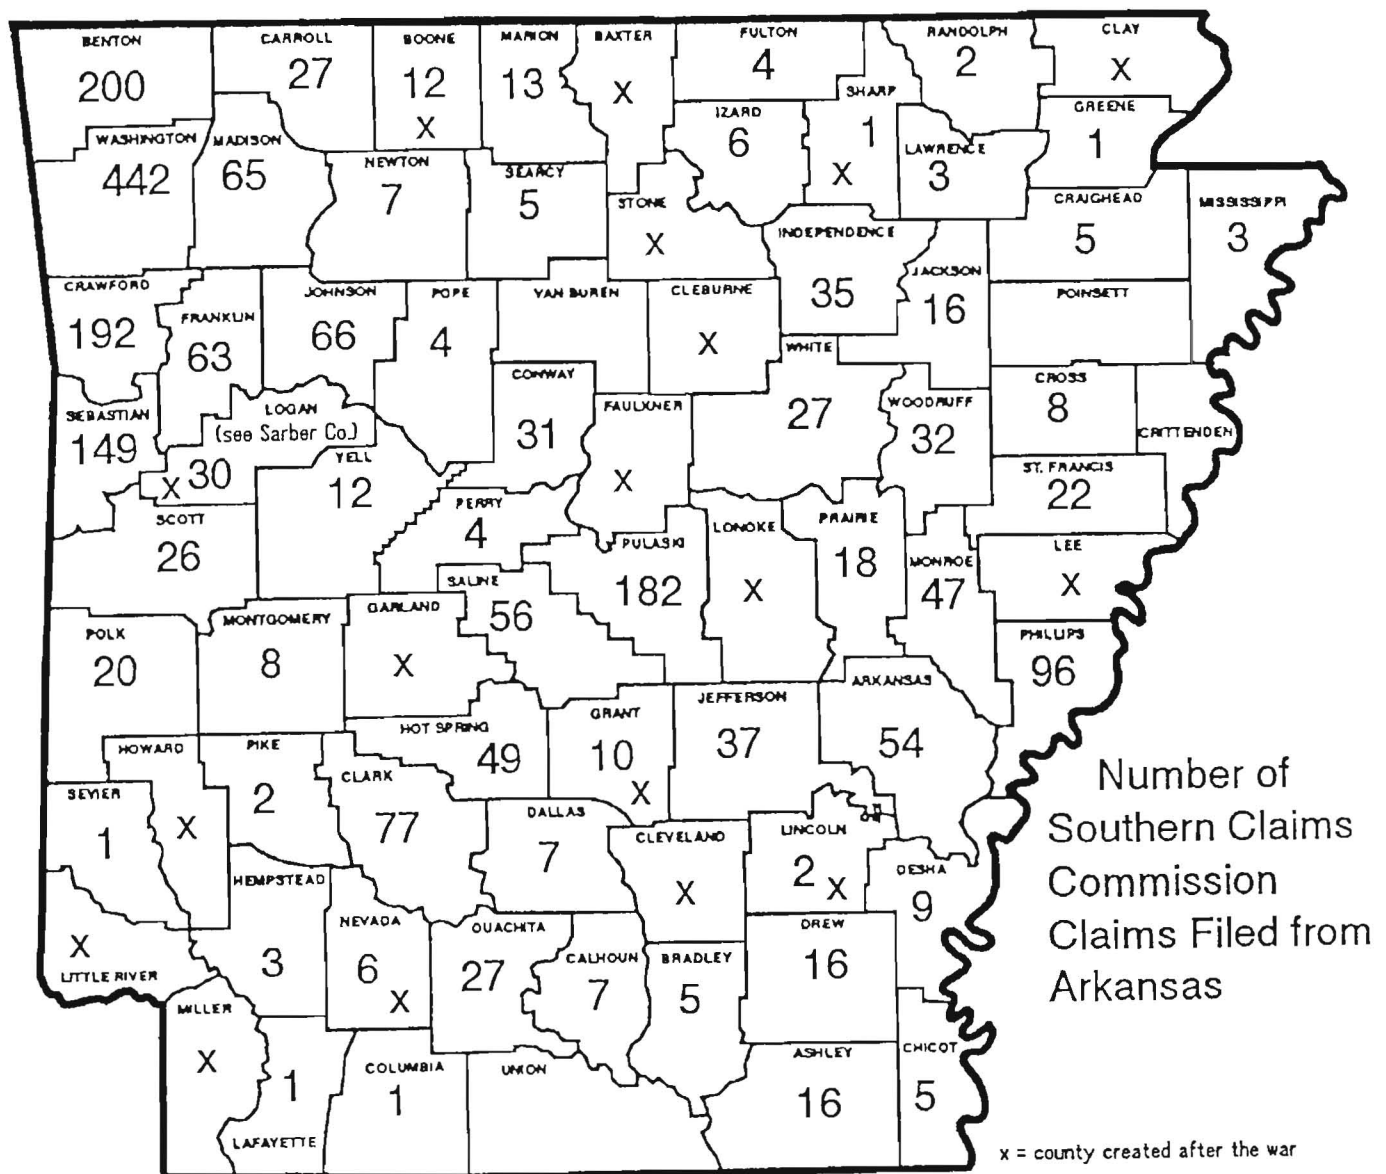 BENTON
200
CARROLL
27
BOONE
12
X
MARION
13
BAXTER
X
FULTON
4
RANDOLPH
2
CLAY
X
WASHINGTON
442
MADISON
65
NEWTON
7
SEARCY
5
STONE
X
IZARD
6
SHARP
1
X
LAWRENCE
3
GREENE
1
CRAIGHEAD
5
MISSISSIPPI
3
INDEPENDENCE
35
JACKSON
16
POINSETT
CRAWFORD
192
FRANKLIN
63
JOHNSON
66
POPE
4
VAN BUREN
CLEBURNE
X
WHITE
27
CONWAY
31
FAULKNER
X
WOODRUFF
32
CROSS
8
CRITTENDEN
SEBASTIAN
149
LOGAN
(see Sarber Co.)
30
X
YELL
12
ST. FRANCIS
22
SCOTT
26
PERRY
4
PULASKI
182
LONOKE
X
PRAIRIE
18
MONROE
47
LEE
X
SALINE
56
GARLAND
X
MONTGOMERY
8
POLK
20
PHILLIPS
96
HOT SPRING
49
GRANT
10
X
JEFFERSON
37
ARKANSAS
54
HOWARD
X
PIKE
2
CLARK
77
SEVIER
1
DALLAS
7
CLEVELAND
X
LINCOLN
2
X
DESHA
9
HEMPSTEAD
3
NEVADA
6
X
OUACHITA
27
CALHOUN
7
BRADLEY
5
DREW
16
X
LITTLE RIVER
MILLER
X
1
LAFAYETTE
COLUMBIA
1
UNION
ASHLEY
16
CHICOT
5
Number of
Southern Claims
Commission
Claims Filed from
Arkansas
x = county created after the war